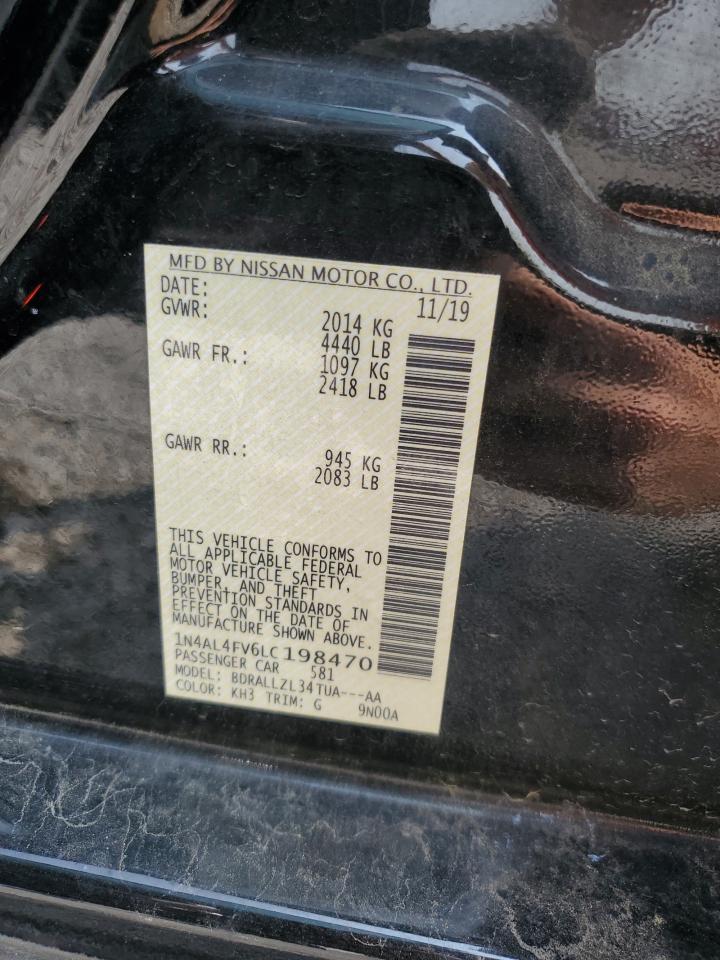 MFD BY NISSAN MOTOR CO., LTD.
DATE: 11/19
GVWR: 2014 KG
4440 LB
GAWR FR.: 1097 KG
2418 LB
GAWR RR.: 945 KG
2083 LB
THIS VEHICLE CONFORMS TO
ALL APPLICABLE FEDERAL
MOTOR VEHICLE SAFETY,
BUMPER, AND THEFT
PREVENTION STANDARDS IN
EFFECT ON THE DATE OF
MANUFACTURE SHOWN ABOVE.
1N4AL4FV6LC198470
PASSENGER CAR 581
MODEL: BDRALLZL34TUA---AA
COLOR: KH3 TRIM: G 9N00A